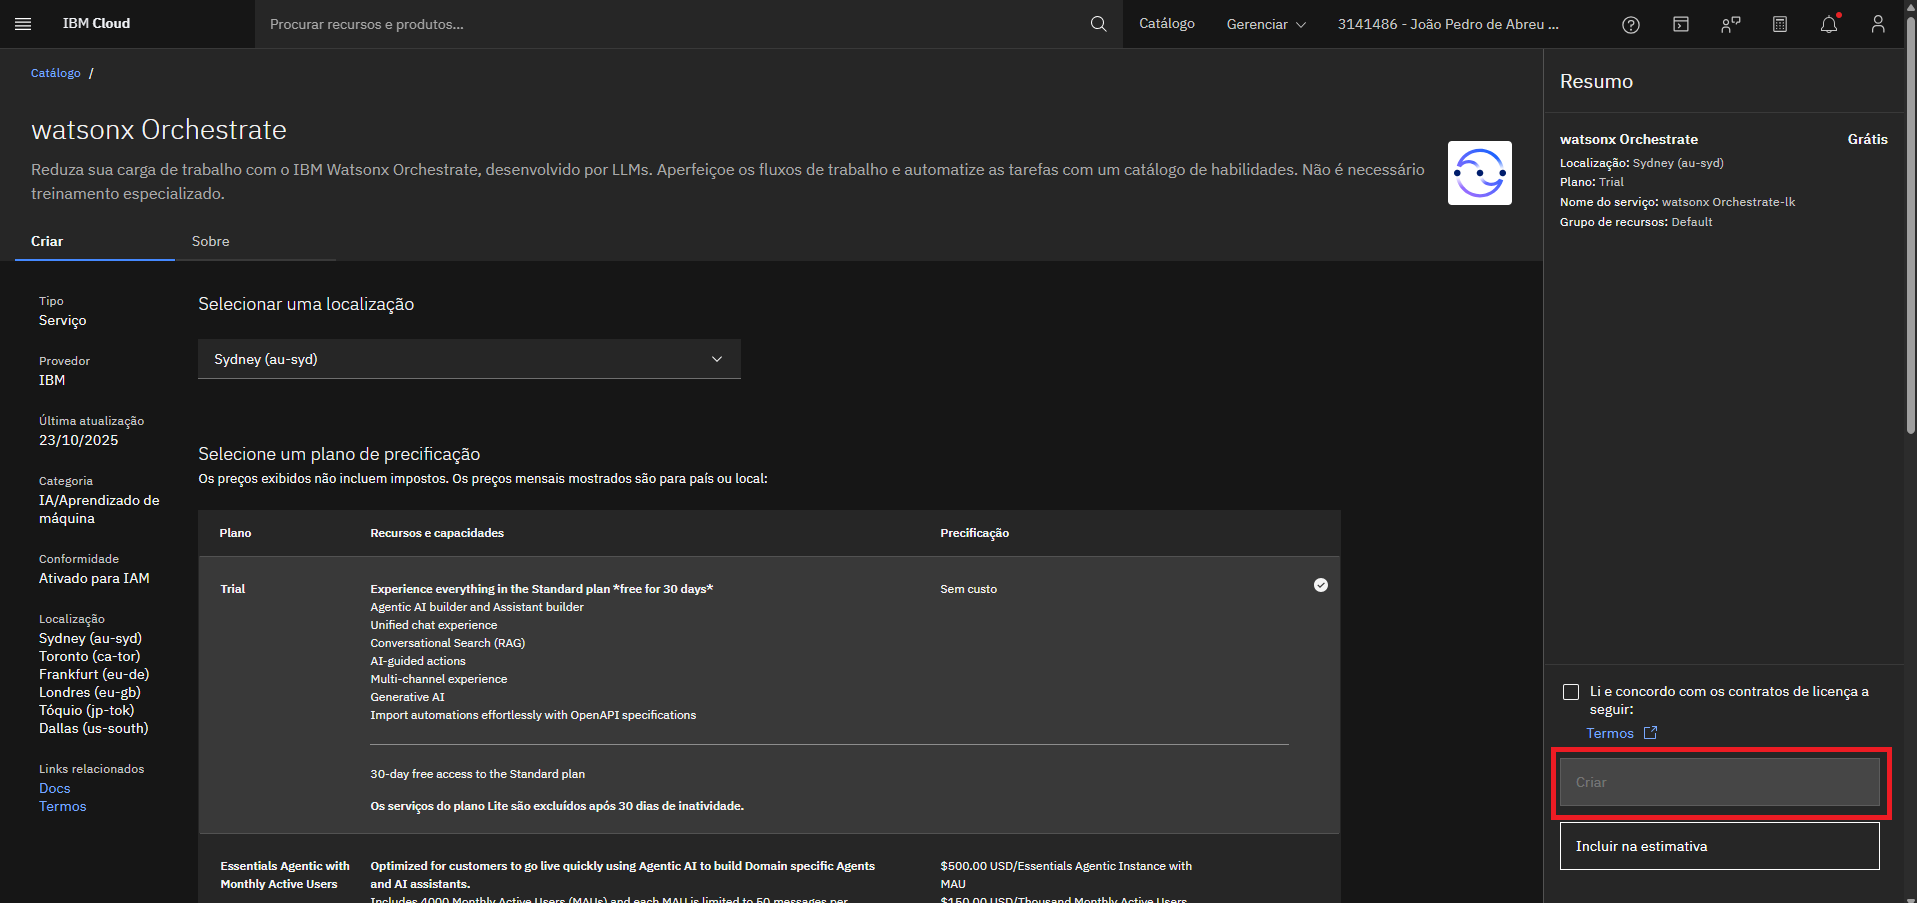 IBM Cloud
Procurar recursos e produtos...
Catálogo
Gerenciar
3141486 - João Pedro de Abreu ...
Catálogo /
watsonx Orchestrate
Reduza sua carga de trabalho com o IBM Watsonx Orchestrate, desenvolvido por LLMs. Aperfeiçoe os fluxos de trabalho e automatize as tarefas com um catálogo de habilidades. Não é necessário
treinamento especializado.
Criar
Sobre
Tipo
Serviço
Provedor
IBM
Última atualização
23/10/2025
Categoria
IA/Aprendizado de
máquina
Conformidade
Ativado para IAM
Localização
Sydney (au-syd)
Toronto (ca-tor)
Frankfurt (eu-de)
Londres (eu-gb)
Tóquio (jp-tok)
Dallas (us-south)
Links relacionados
Docs
Termos
Selecionar uma localização
Sydney (au-syd)
Selecione um plano de precificação
Os preços exibidos não incluem impostos. Os preços mensais mostrados são para país ou local:
Plano
Recursos e capacidades
Precificação
Trial
Experience everything in the Standard plan *free for 30 days*
Agentic AI builder and Assistant builder
Unified chat experience
Conversational Search (RAG)
AI-guided actions
Multi-channel experience
Generative AI
Import automations effortlessly with OpenAPI specifications
Sem custo
30-day free access to the Standard plan
Os serviços do plano Lite são excluídos após 30 dias de inatividade.
Essentials Agentic with
Monthly Active Users
Optimized for customers to go live quickly using Agentic AI to build Domain specific Agents
and AI assistants.
Includes 4000 Monthly Active Users (MAUs) and each MAU is limited to 50 messages per
$500.00 USD/Essentials Agentic Instance with
MAU
$150.00 USD/Thousand Monthly Active Users
Resumo
watsonx Orchestrate
Grátis
Localização: Sydney (au-syd)
Plano: Trial
Nome do serviço: watsonx Orchestrate-lk
Grupo de recursos: Default
Li e concordo com os contratos de licença a
seguir:
Termos
Criar
Incluir na estimativa